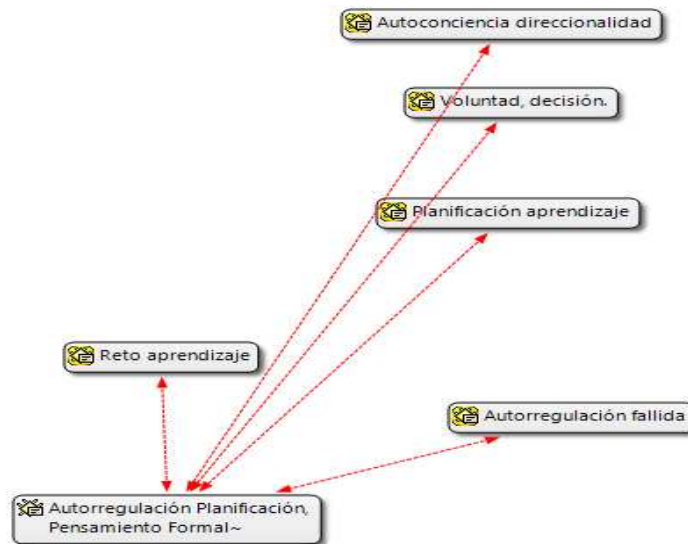 Autoconciencia direccionalidad
Voluntad, decisión.
Planificación aprendizaje
Reto aprendizaje
Autorregulación fallida
Autorregulación Planificación,
Pensamiento Formal~